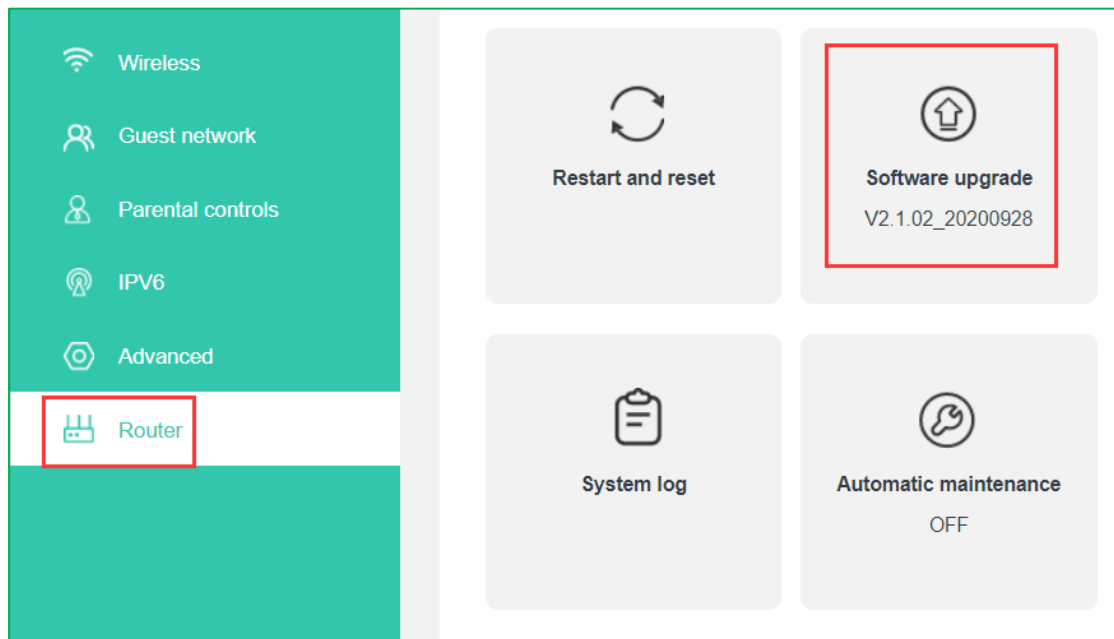 Wireless
Guest network
Parental controls
IPV6
Advanced
Router
Restart and reset
Software upgrade
V2.1.02_20200928
System log
Automatic maintenance
OFF